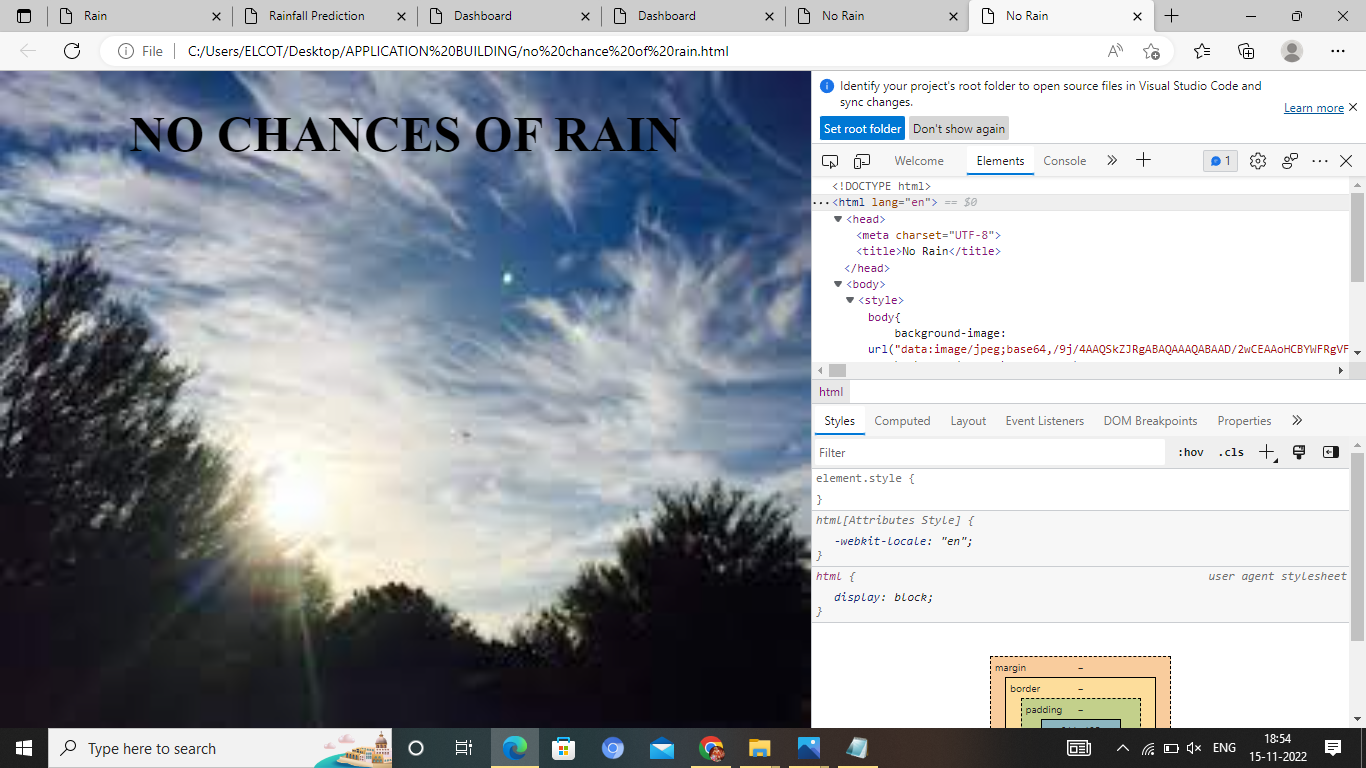 Rain
Rainfall Prediction
Dashboard
Dashboard
No Rain
No Rain
File
C:/Users/ELCOT/Desktop/APPLICATION%20BUILDING/no%20chance%20of%20rain.html
NO CHANCES OF RAIN
Identify your project's root folder to open source files in Visual Studio Code and
sync changes.
Learn more
Set root folder
Don't show again
Welcome
Elements
Console
1
<!DOCTYPE html>
<html lang="en"> == $0
<head>
<meta charset="UTF-8">
<title>No Rain</title>
</head>
<body>
<style>
body{
background-image:
url("data:image/jpeg;base64,/9j/4AAQSkZJRgABAQAAAQABAAD/2wCEAAoHCBYWFRgVF
html
Styles
Computed
Layout
Event Listeners
DOM Breakpoints
Properties
Filter
:hov
.cls
element.style {
}
html[Attributes Style] {
-webkit-locale: "en";
}
html {
user agent stylesheet
display: block;
}
margin
-
border
-
padding
-
Type here to search
ENG
18:54
15-11-2022